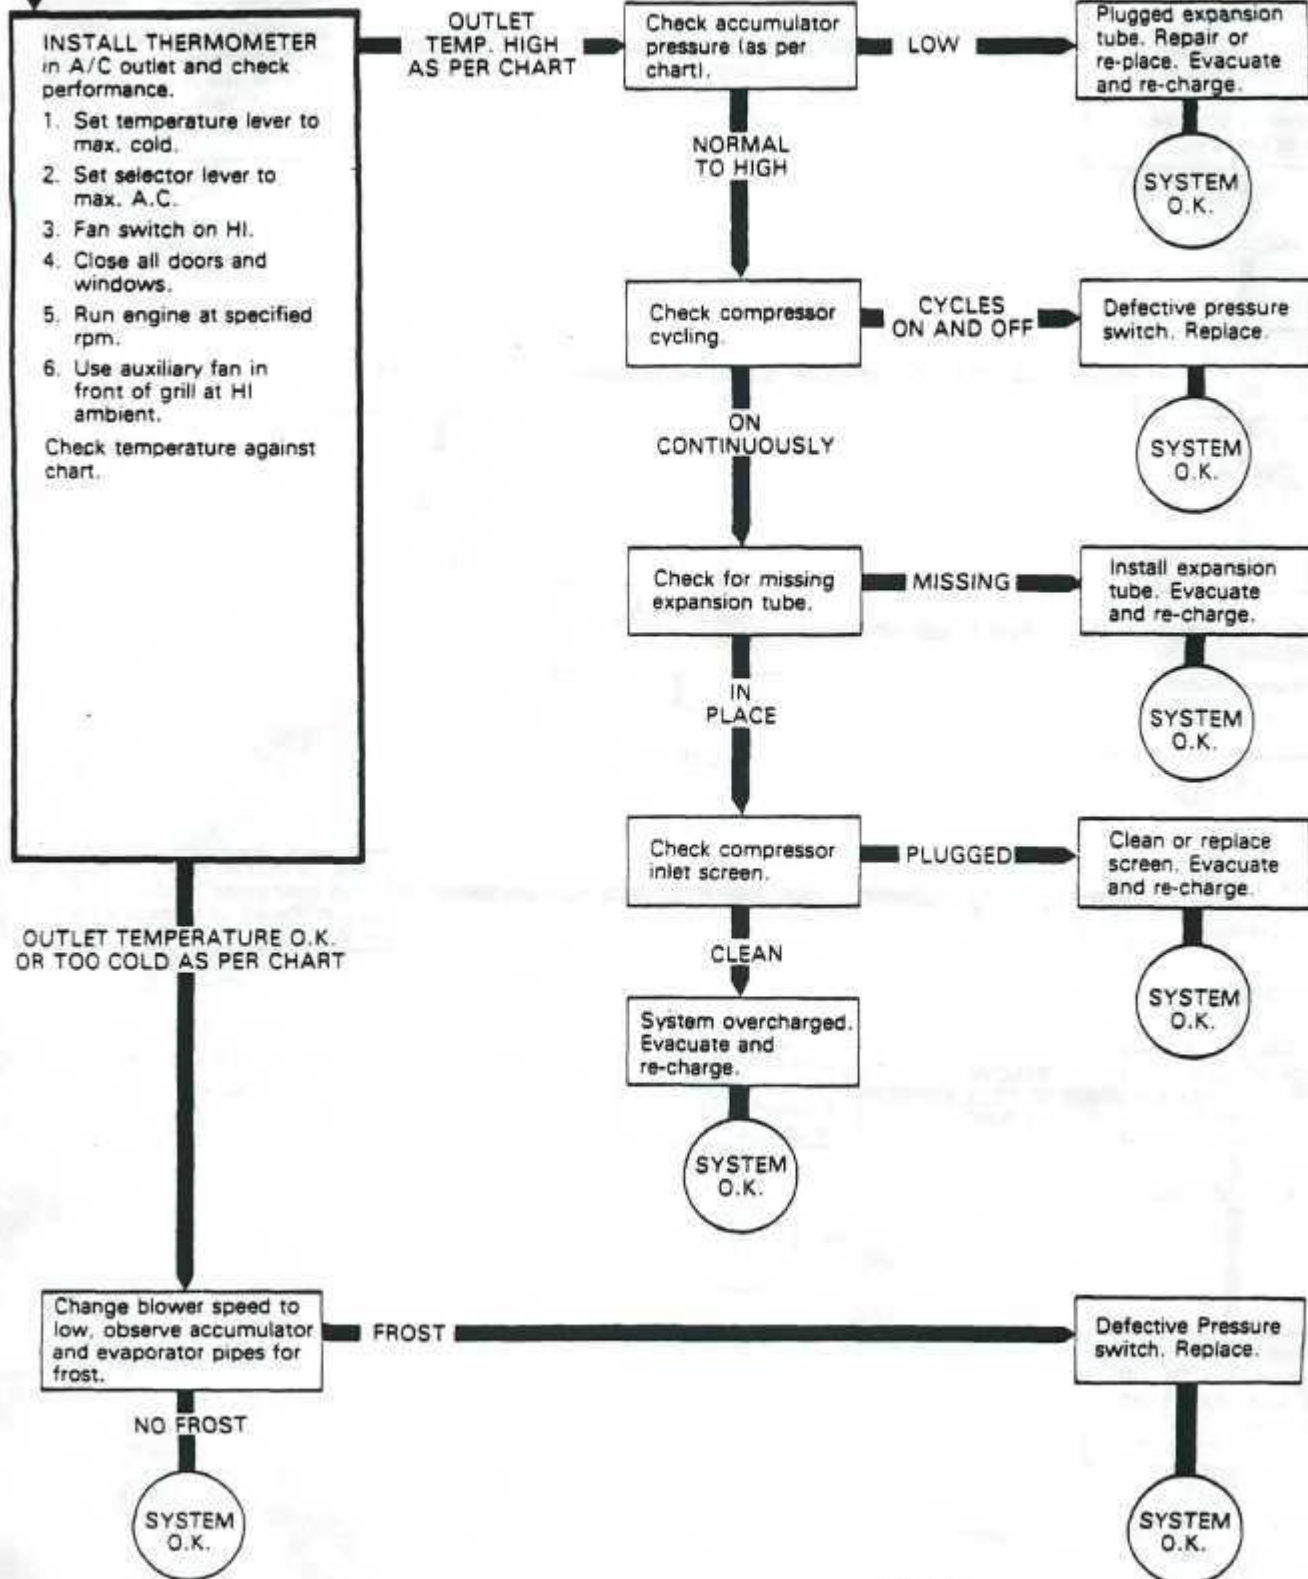 INSTALL THERMOMETER
in A/C outlet and check
performance.
1. Set temperature lever to
max. cold.
2. Set selector lever to
max. A.C.
3. Fan switch on HI.
4. Close all doors and
windows.
5. Run engine at specified
rpm.
6. Use auxiliary fan in
front of grill at HI
ambient.
Check temperature against
chart.
OUTLET
TEMP. HIGH
AS PER CHART
Check accumulator
pressure (as per
chart).
LOW
Plugged expansion
tube. Repair or
re-place. Evacuate
and re-charge.
SYSTEM
O.K.
NORMAL
TO HIGH
Check compressor
cycling.
CYCLES
ON AND OFF
Defective pressure
switch. Replace.
SYSTEM
O.K.
ON
CONTINUOUSLY
Check for missing
expansion tube.
MISSING
Install expansion
tube. Evacuate
and re-charge.
SYSTEM
O.K.
IN
PLACE
Check compressor
inlet screen.
PLUGGED
Clean or replace
screen. Evacuate
and re-charge.
SYSTEM
O.K.
CLEAN
System overcharged.
Evacuate and
re-charge.
SYSTEM
O.K.
OUTLET TEMPERATURE O.K.
OR TOO COLD AS PER CHART
Change blower speed to
low, observe accumulator
and evaporator pipes for
frost.
FROST
Defective Pressure
switch. Replace.
SYSTEM
O.K.
NO FROST
SYSTEM
O.K.